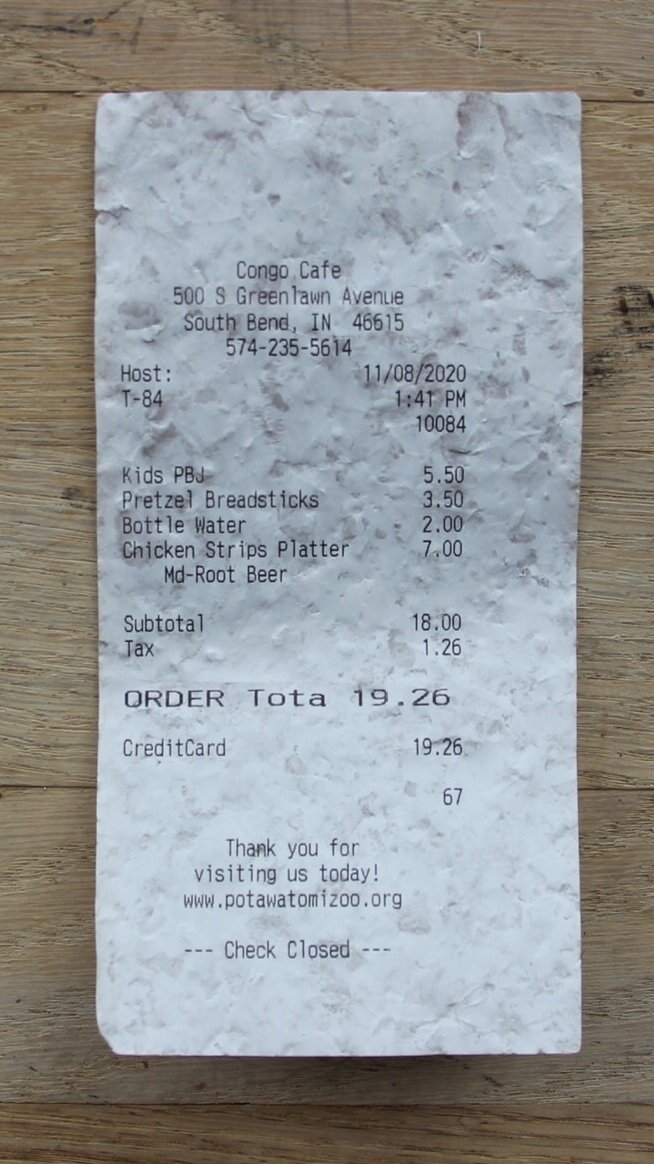 Congo Cafe
500 S Greenlawn Avenue
South Bend, IN 46615
574-235-5614
Host: 11/08/2020
T-84 1:41 PM
10084
Kids PBJ 5.50
Pretzel Breadsticks 3.50
Bottle Water 2.00
Chicken Strips Platter 7.00
Md-Root Beer
Subtotal 18.00
Tax 1.26
ORDER Tota 19.26
CreditCard 19.26
67
Thank you for
visiting us today!
www.potawatomizoo.org
--- Check Closed ---